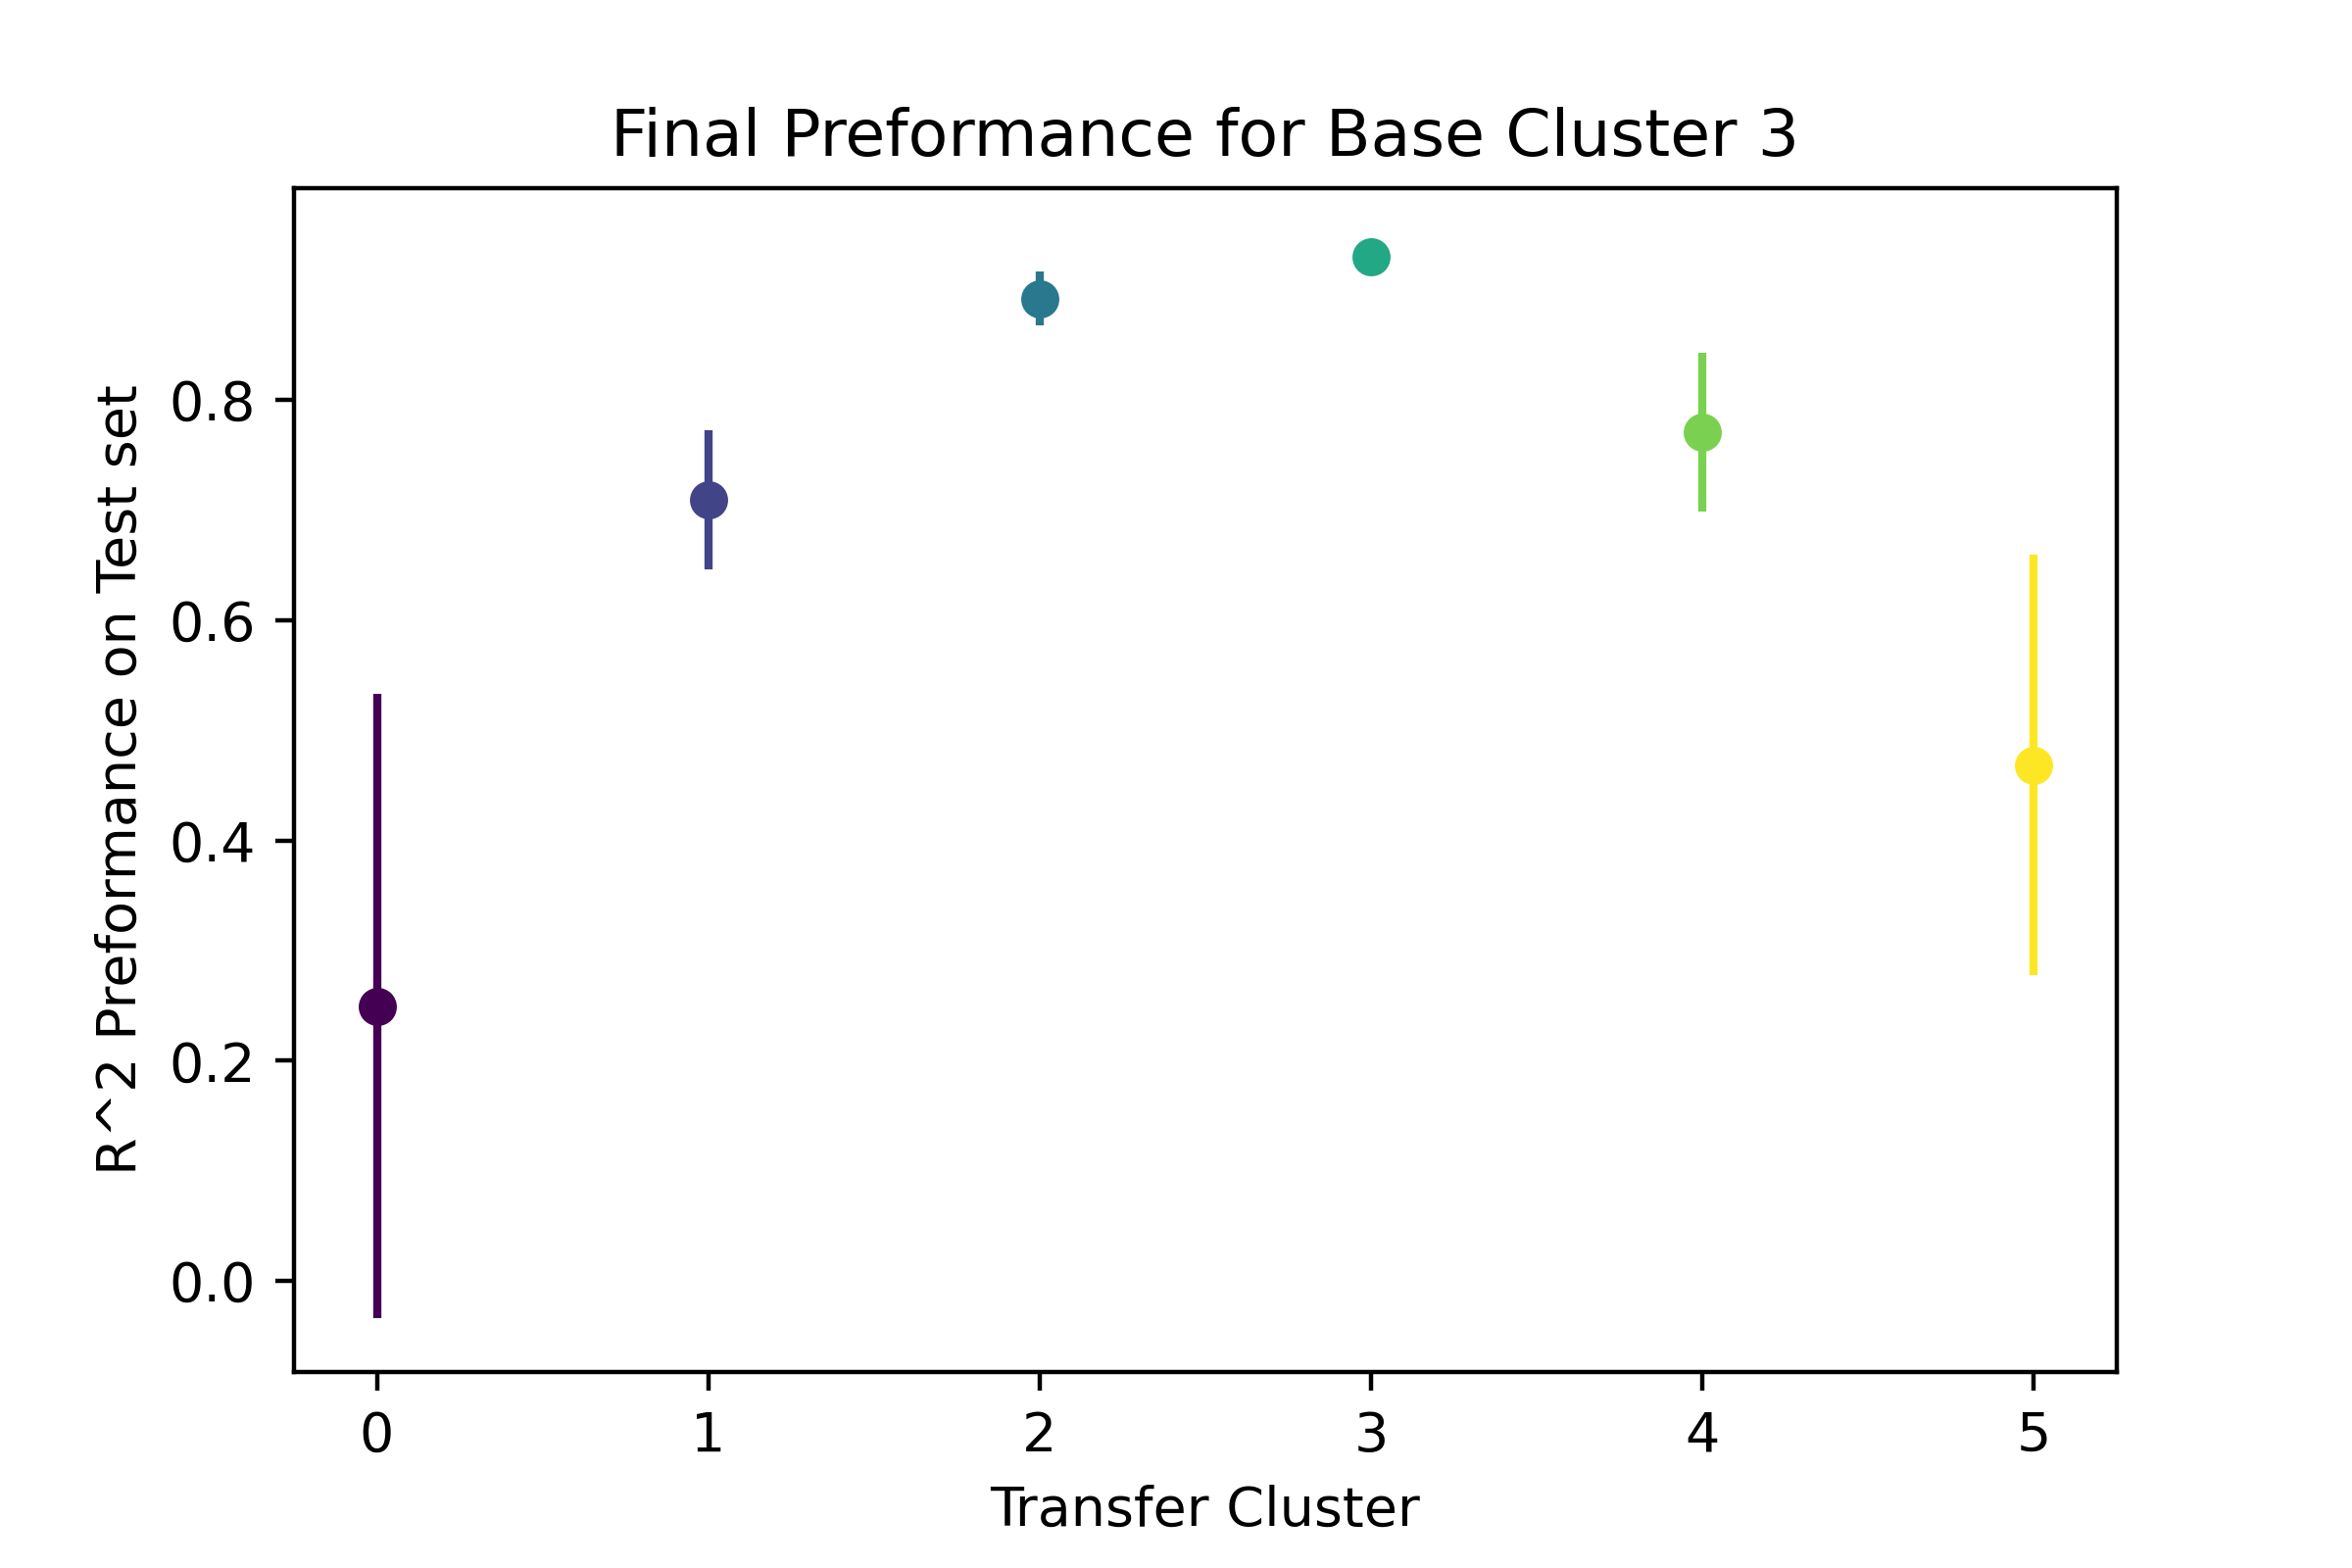 Final Preformance for Base Cluster 3
R^2 Preformance on Test set
0.8
0.6
0.4
0.2
0.0
0 1 2 3 4 5
Transfer Cluster